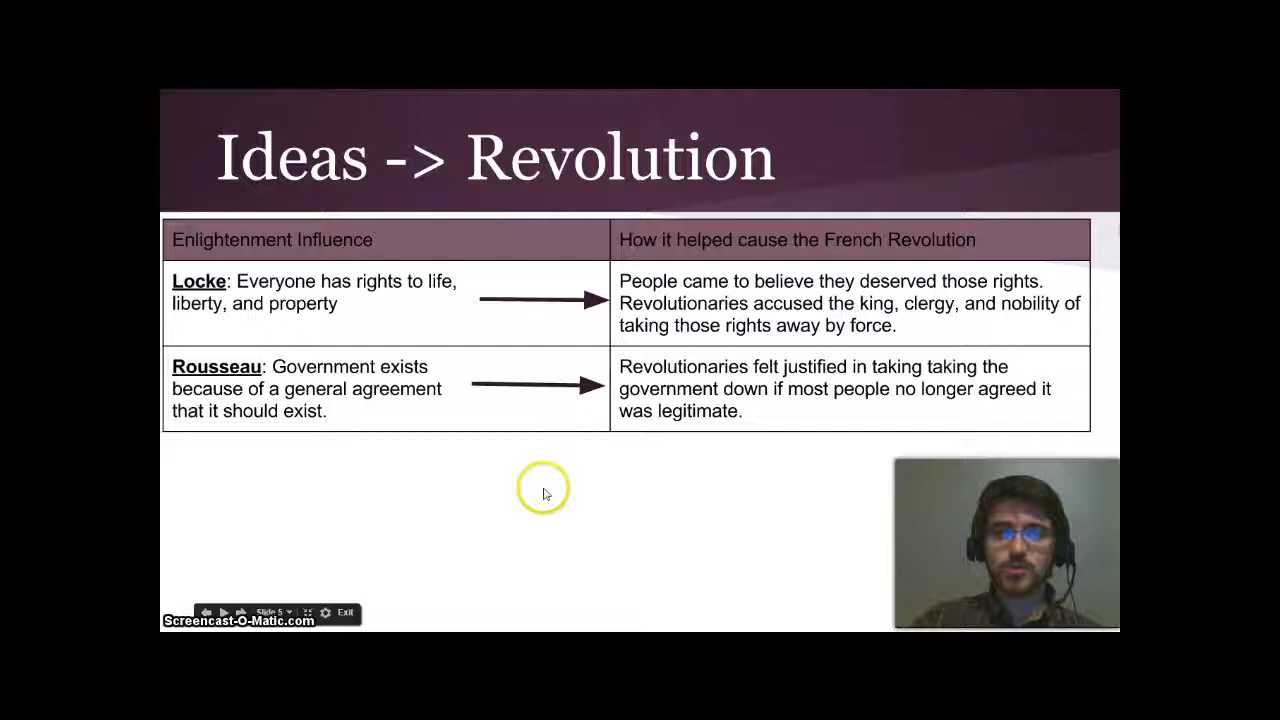 Ideas -> Revolution
Enlightenment Influence
How it helped cause the French Revolution
Locke: Everyone has rights to life,
liberty, and property
People came to believe they deserved those rights.
Revolutionaries accused the king, clergy, and nobility of
taking those rights away by force.
Rousseau: Government exists
because of a general agreement
that it should exist.
Revolutionaries felt justified in taking taking the
government down if most people no longer agreed it
was legitimate.
Slide 5
Exit
Screencast-O-Matic.com